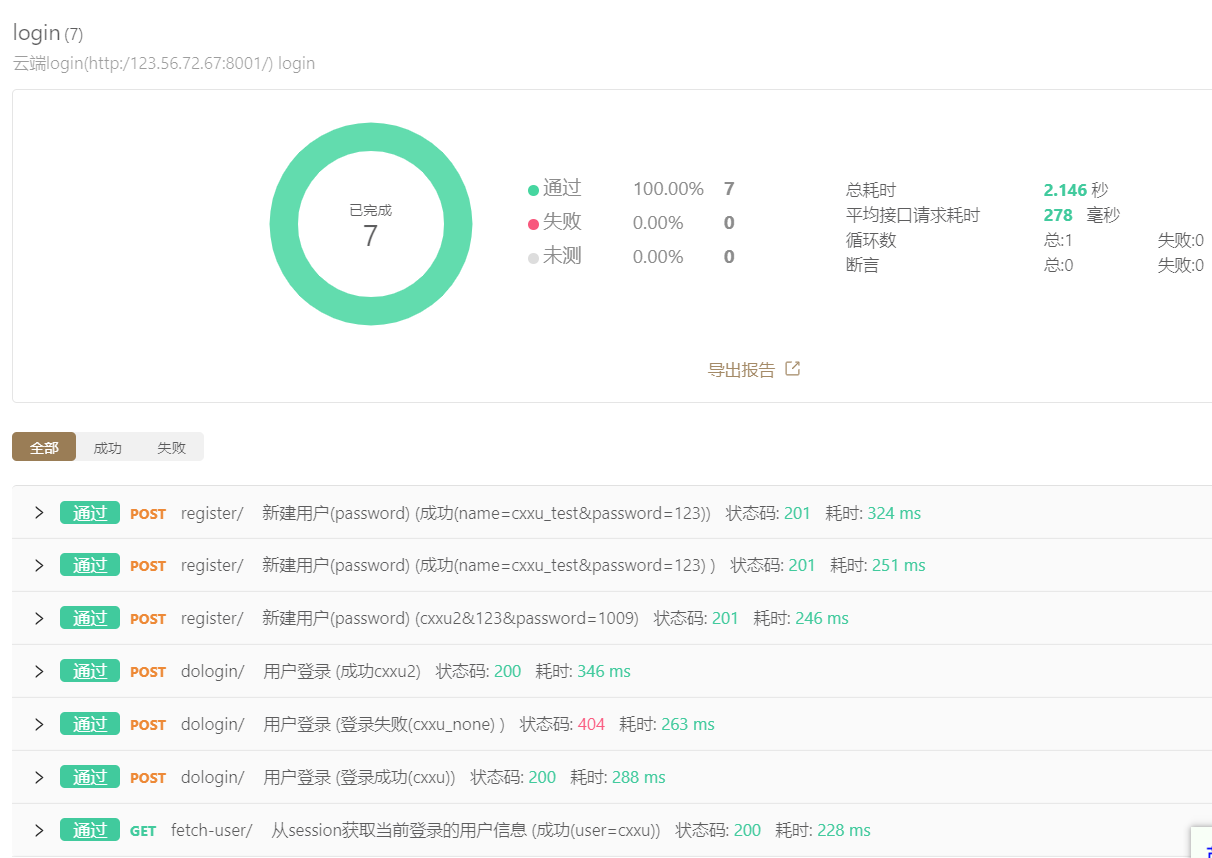 login (7)
云端login(http:/123.56.72.67:8001/) login
已完成
7
通过 100.00% 7
失败 0.00% 0
未测 0.00% 0
总耗时 2.146 秒
平均接口请求耗时 278 毫秒
循环数 总:1 失败:0
断言 总:0 失败:0
导出报告
全部 成功 失败
通过 POST register/ 新建用户(password) (成功(name=cxxu_test&password=123)) 状态码: 201 耗时: 324 ms
通过 POST register/ 新建用户(password) (成功(name=cxxu_test&password=123) ) 状态码: 201 耗时: 251 ms
通过 POST register/ 新建用户(password) (cxxu2&123&password=1009) 状态码: 201 耗时: 246 ms
通过 POST dologin/ 用户登录 (成功cxxu2) 状态码: 200 耗时: 346 ms
通过 POST dologin/ 用户登录 (登录失败(cxxu_none) ) 状态码: 404 耗时: 263 ms
通过 POST dologin/ 用户登录 (登录成功(cxxu)) 状态码: 200 耗时: 288 ms
通过 GET fetch-user/ 从session获取当前登录的用户信息 (成功(user=cxxu)) 状态码: 200 耗时: 228 ms